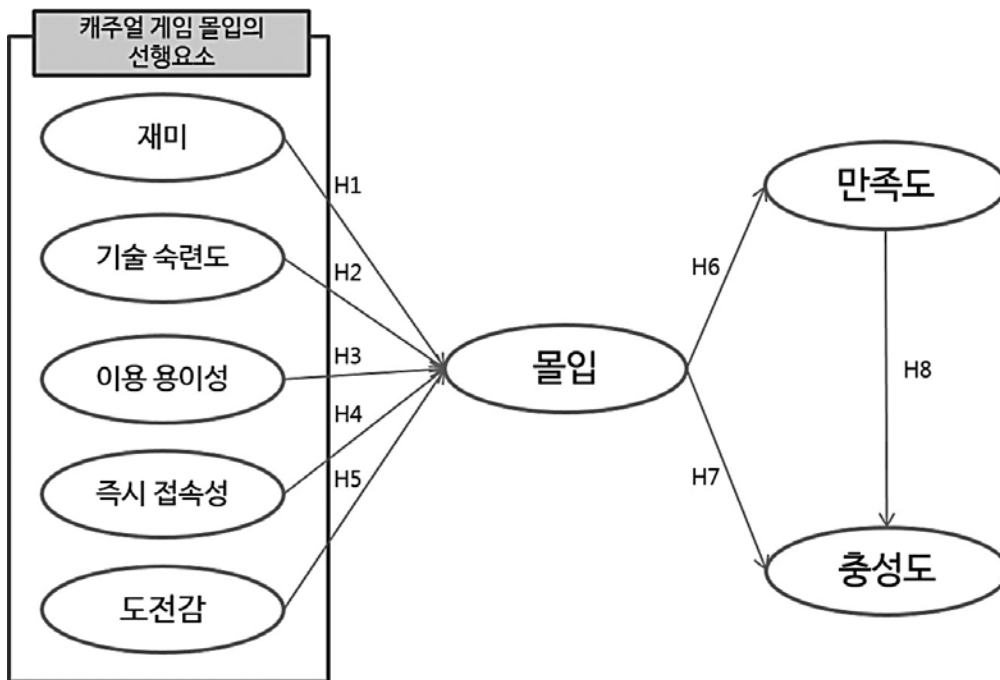 캐주얼 게임 몰입의
선행요소
재미
기술 숙련도
이용 용이성
즉시 접속성
도전감
H1
H2
H3
H4
H5
몰입
H6
H7
만족도
H8
충성도